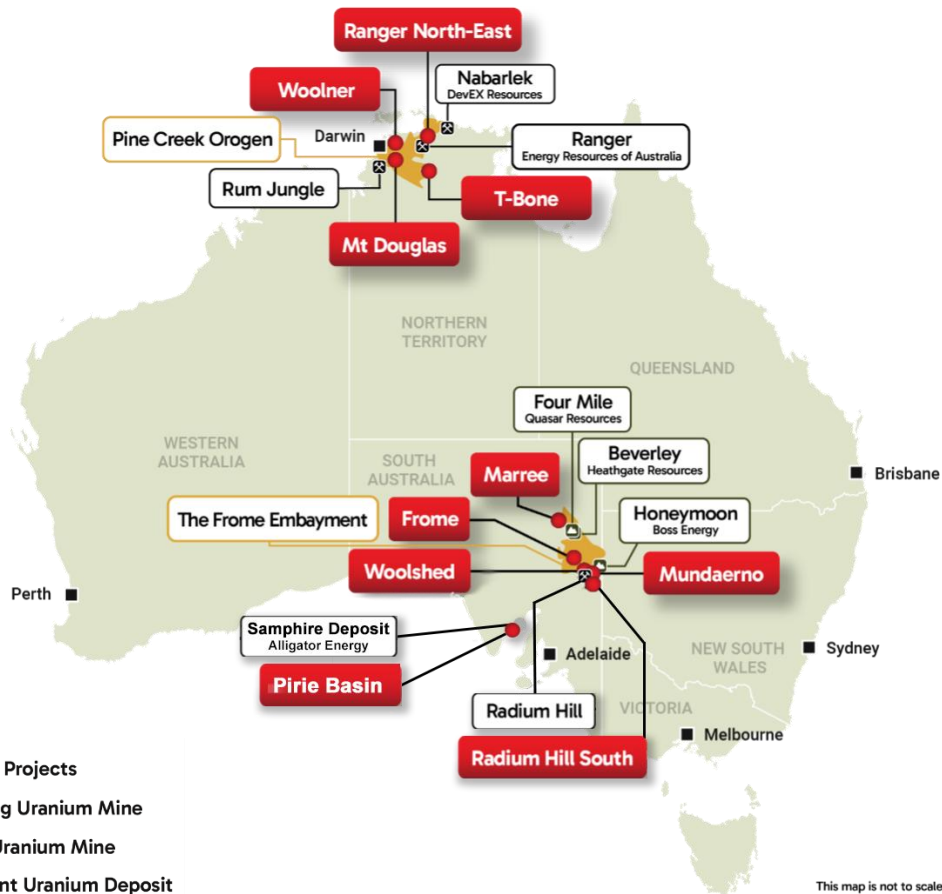 Ranger North-East
Nabarlek
DevEX Resources
Woolner
Pine Creek Orogen
Darwin
Ranger
Energy Resources of Australia
Rum Jungle
T-Bone
Mt Douglas
NORTHERN
TERRITORY
QUEENSLAND
Four Mile
Quasar Resources
WESTERN
AUSTRALIA
SOUTH
AUSTRALIA
Beverley
Heathgate Resources
Marree
Brisbane
The Frome Embayment
Frome
Honeymoon
Boss Energy
Woolshed
Mundaerno
Perth
Samphire Deposit
Alligator Energy
Adelaide
NEW SOUTH
WALES
Sydney
Pirie Basin
Radium Hill
VICTORIA
Melbourne
Radium Hill South
Projects
g Uranium Mine
Uranium Mine
nt Uranium Deposit
This map is not to scale